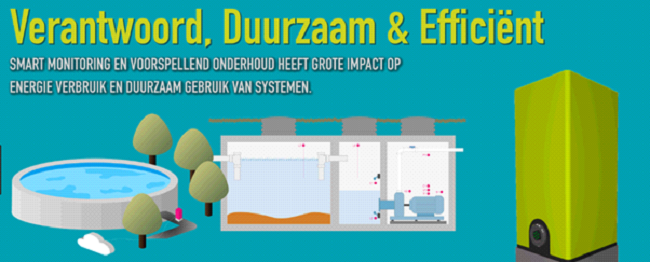 Verantwoord, Duurzaam & Efficiënt
SMART MONITORING EN VOORSPELLEND ONDERHOUD HEEFT GROTE IMPACT OP
ENERGIE VERBRUIK EN DUURZAAM GEBRUIK VAN SYSTEMEN.